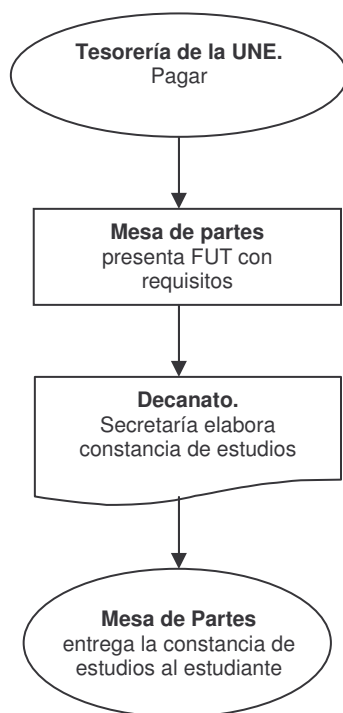 Tesorería de la UNE.
Pagar
Mesa de partes
presenta FUT con
requisitos
Decanato.
Secretaría elabora
constancia de estudios
Mesa de Partes
entrega la constancia de
estudios al estudiante